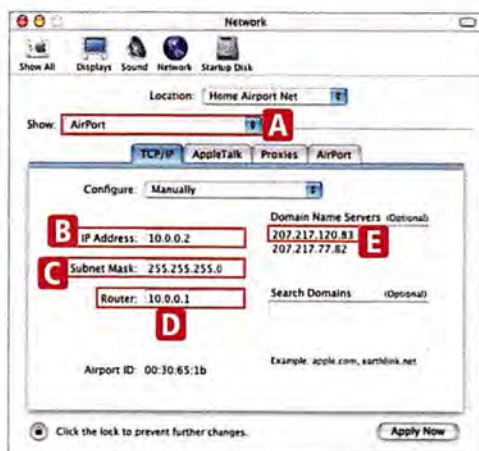 Network
Show All Displays Sound Network Startup Disk
Location: Home Airport Net
Show: AirPort A
TCP/IP AppleTalk Proxies AirPort
Configure: Manually
Domain Name Servers (Optional)
B IP Address: 10.0.0.2
207.217.120.83 E
207.217.77.82
C Subnet Mask: 255.255.255.0
Router: 10.0.0.1
Search Domains (Optional)
D
Airport ID: 00:30:65:1b
Example: apple.com, earthlink.net
Click the lock to prevent further changes.
Apply Now